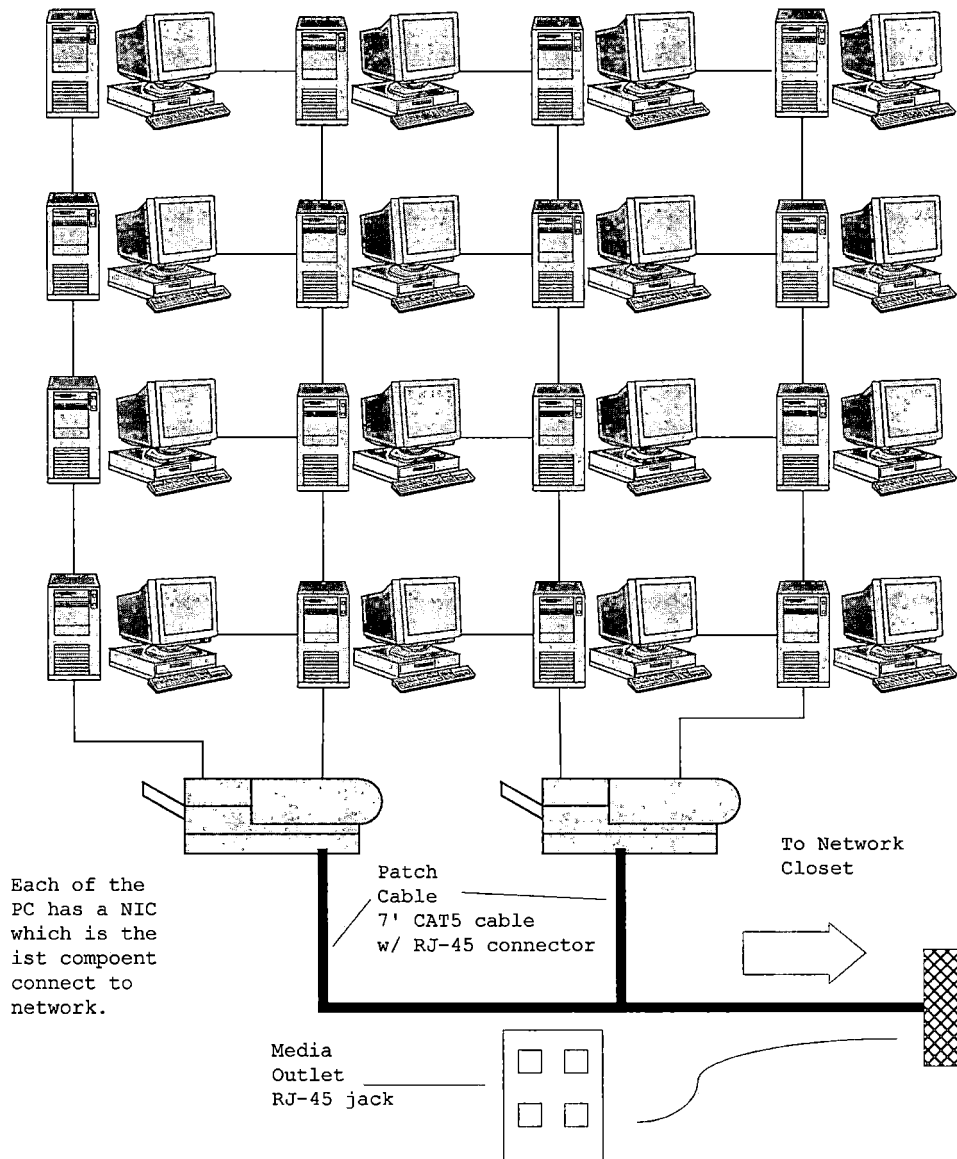 To Network
Closet
Patch
Cable
7' CAT5 cable
w/ RJ-45 connector
Each of the
PC has a NIC
which is the
ist compoent
connect to
network.
Media
Outlet
RJ-45 jack